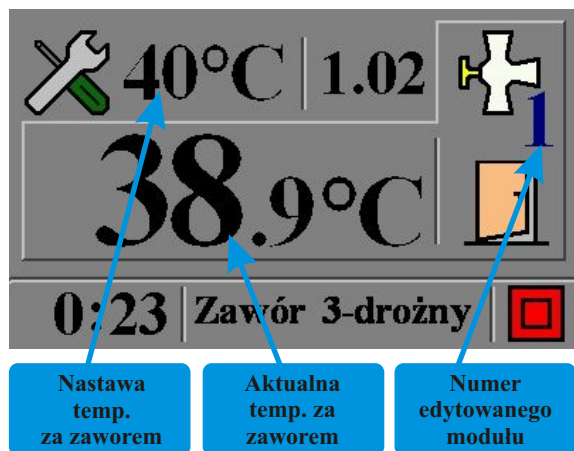 40°C 1.02
1
38.9°C
0:23 Zawór 3-drożny
Nastawa
temp.
za zaworem
Aktualna
temp. za
zaworem
Numer
edytowanego
modułu